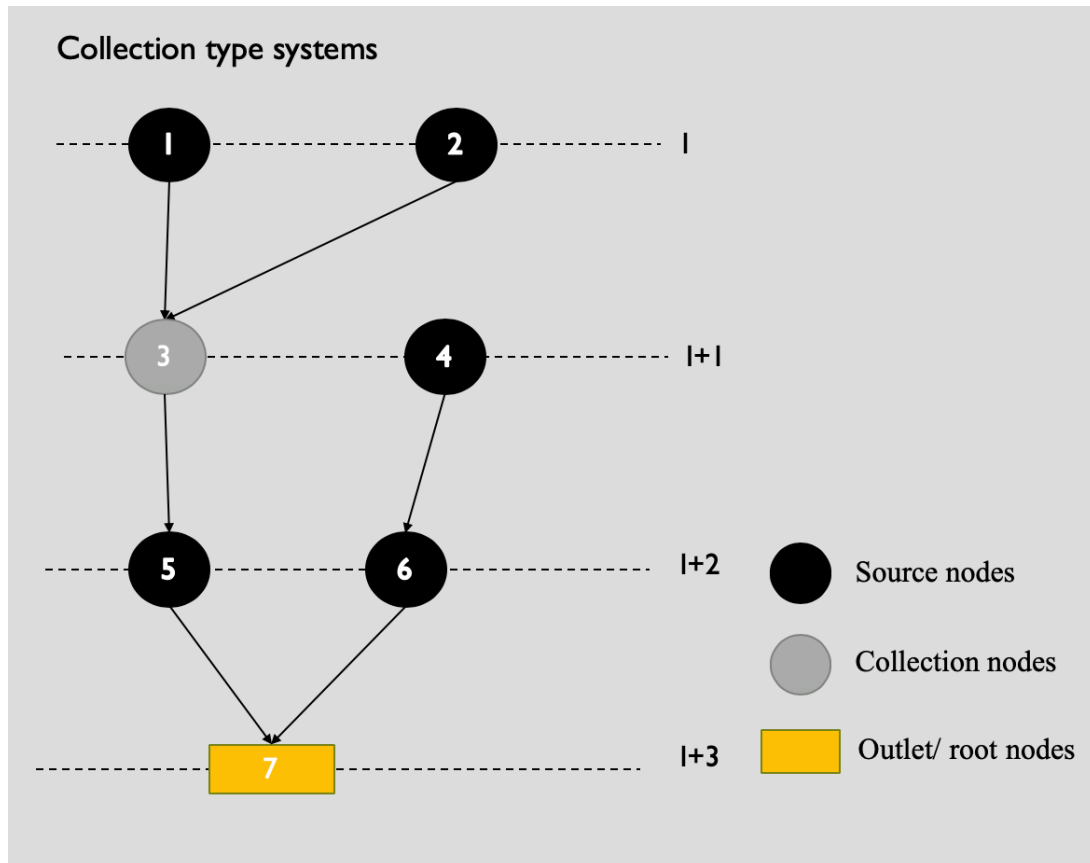 Collection type systems
1
2
l
3
4
l+1
5
6
l+2
Source nodes
Collection nodes
7
l+3
Outlet/ root nodes